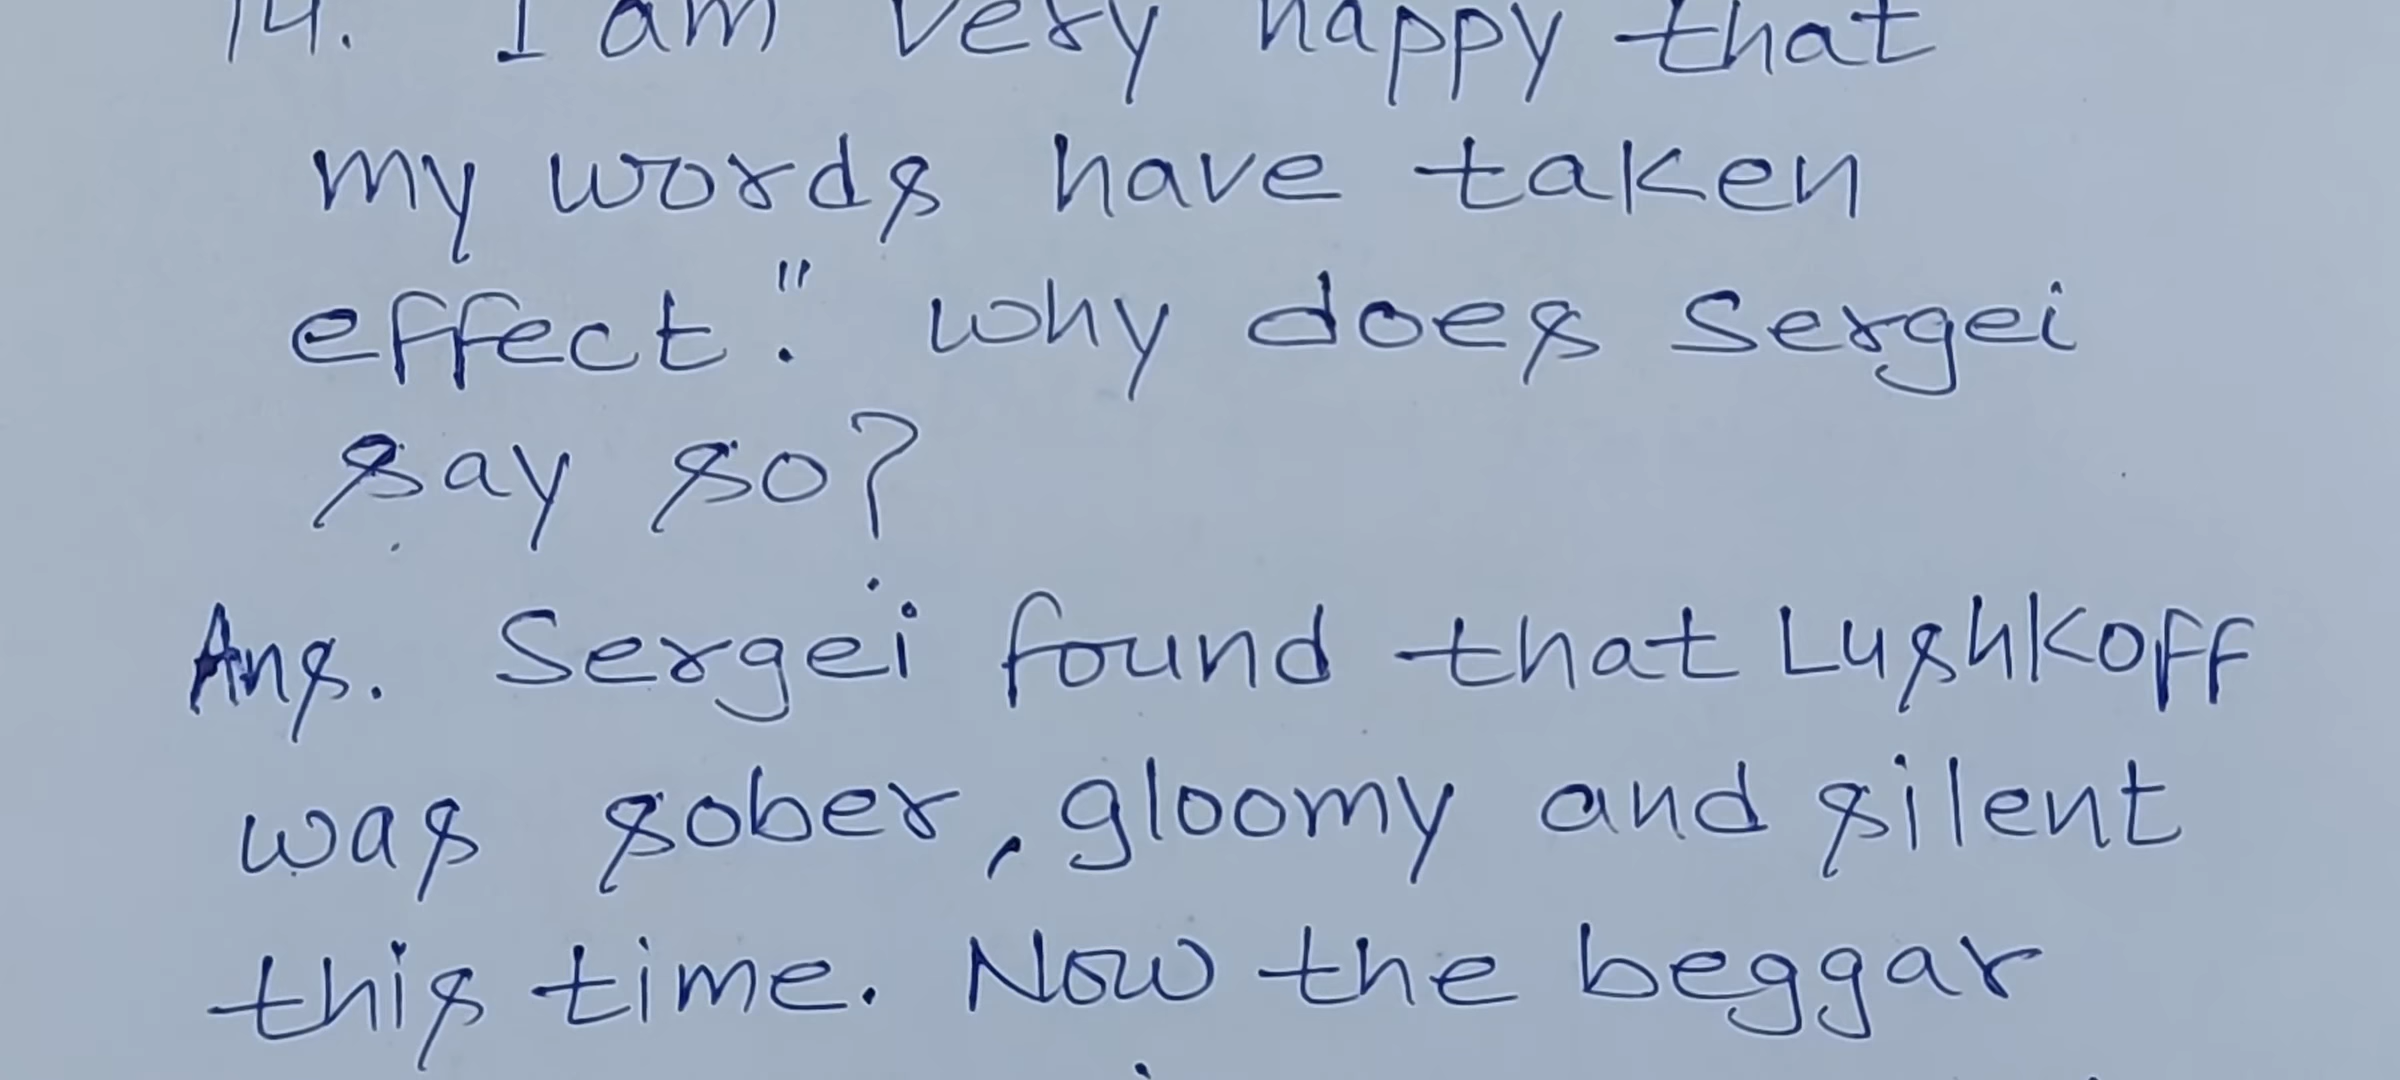 14. I am very happy that
my words have taken
effect." why does Sergei
say so?
Ans. Sergei found that Lushkoff
was sober, gloomy and silent
this time. Now the beggar